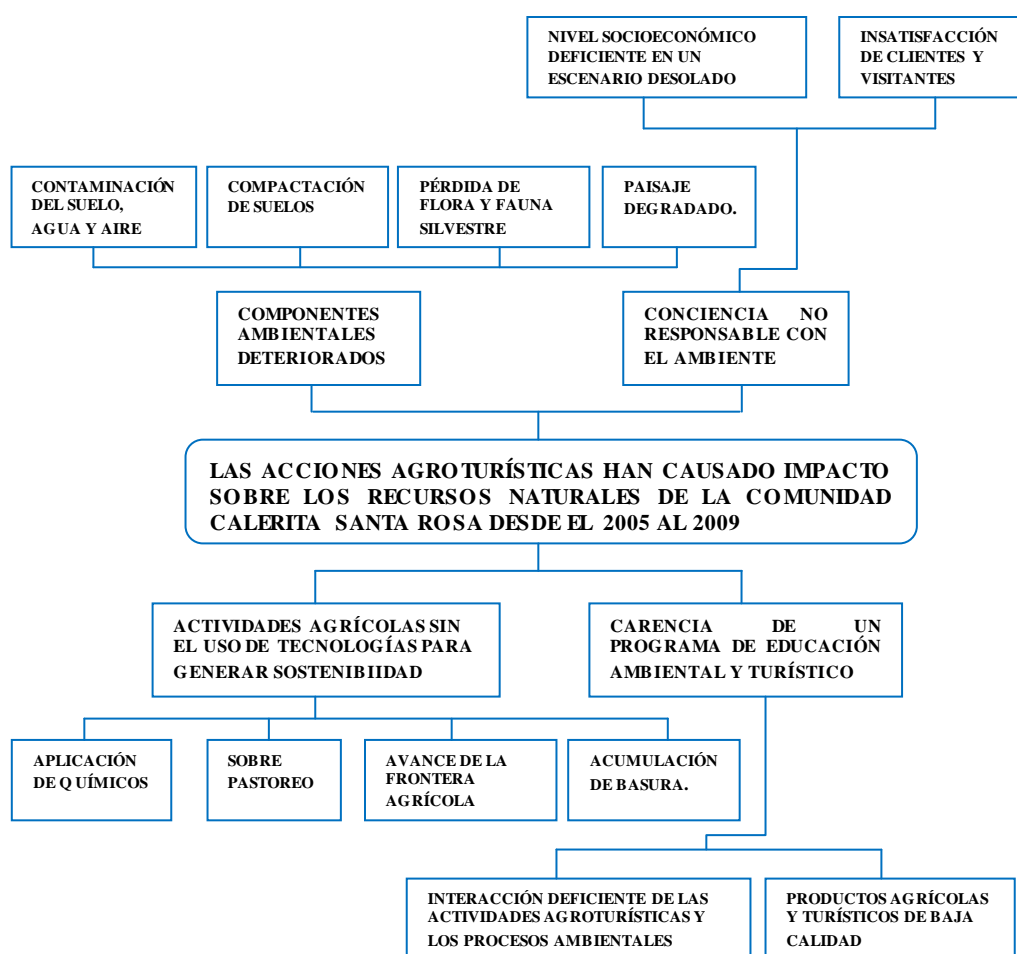 NIVEL SOCIOECONÓMICO
DEFICIENTE EN UN
ESCENARIO DESOLADO
INSATISFACCIÓN
DE CLIENTES Y
VISITANTES
CONTAMINACIÓN
DEL SUELO,
AGUA Y AIRE
COMPACTACIÓN
DE SUELOS
PÉRDIDA DE
FLORA Y FAUNA
SILVESTRE
PAISAJE
DEGRADADO.
COMPONENTES
AMBIENTALES
DETERIORADOS
CONCIENCIA NO
RESPONSABLE CON
EL AMBIENTE
LAS ACCIONES AGROTURÍSTICAS HAN CAUSADO IMPACTO
SOBRE LOS RECURSOS NATURALES DE LA COMUNIDAD
CALERITA SANTA ROSA DESDE EL 2005 AL 2009
ACTIVIDADES AGRÍCOLAS SIN
EL USO DE TECNOLOGÍAS PARA
GENERAR SOSTENIBIIDAD
CARENCIA DE UN
PROGRAMA DE EDUCACIÓN
AMBIENTAL Y TURÍSTICO
APLICACIÓN
DE QUÍMICOS
SOBRE
PASTOREO
AVANCE DE LA
FRONTERA
AGRÍCOLA
ACUMULACIÓN
DE BASURA.
INTERACCIÓN DEFICIENTE DE LAS
ACTIVIDADES AGROTURÍSTICAS Y
LOS PROCESOS AMBIENTALES
PRODUCTOS AGRÍCOLAS
Y TURÍSTICOS DE BAJA
CALIDAD